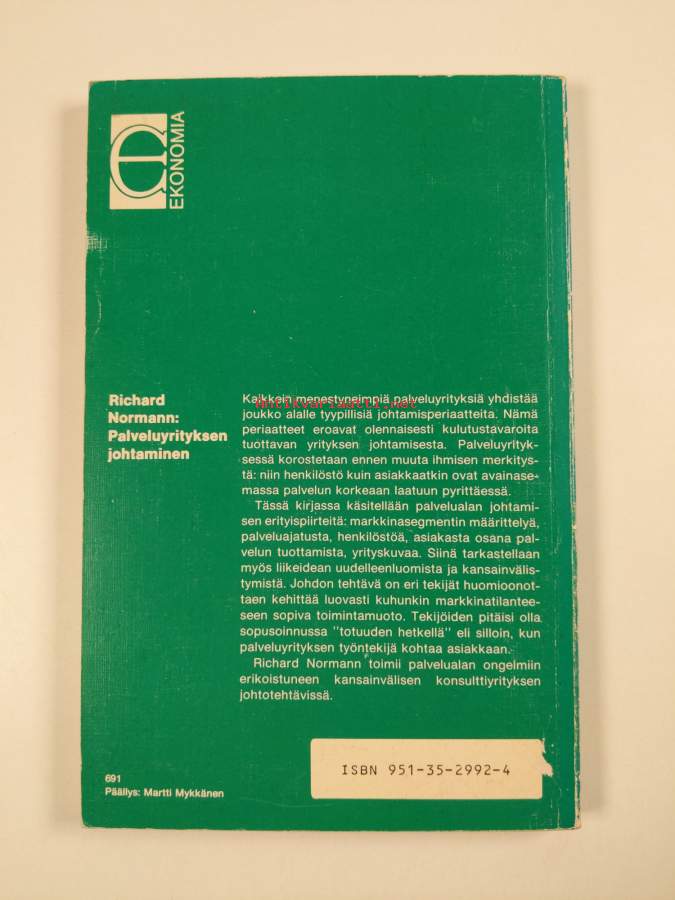 EKONOMIA
Richard
Normann:
Palveluyrityksen
johtaminen
Kaikkein menestyneimpiä palveluyrityksiä yhdistää
joukko alalle tyypillisiä johtamisperiaatteita. Nämä
periaatteet eroavat olennaisesti kulutustavaroita
tuottavan yrityksen johtamisesta. Palveluyrityk-
sessä korostetaan ennen muuta ihmisen merkitys-
tä: niin henkilöstö kuin asiakkaatkin ovat avainase-
massa palvelun korkeaan laatuun pyrittäessä.
Tässä kirjassa käsitellään palvelualan johtami-
sen erityispiirteitä: markkinasegmentin määrittelyä,
palveluajatusta, henkilöstöä, asiakasta osana pal-
velun tuottamista, yrityskuvaa. Siinä tarkastellaan
myös liikeidean uudelleenluomista ja kansainvälis-
tymistä. Johdon tehtävä on eri tekijät huomioonot-
taen kehittää luovasti kuhunkin markkinatilantee-
seen sopiva toimintamuoto. Tekijöiden pitäisi olla
sopusoinnussa "totuuden hetkellä" eli silloin, kun
palveluyrityksen työntekijä kohtaa asiakkaan.
Richard Normann toimii palvelualan ongelmiin
erikoistuneen kansainvälisen konsulttiyrityksen
johtotehtävissä.
antikvariaatti.net
ISBN 951-35-2992-4
691
Päällys: Martti Mykkänen